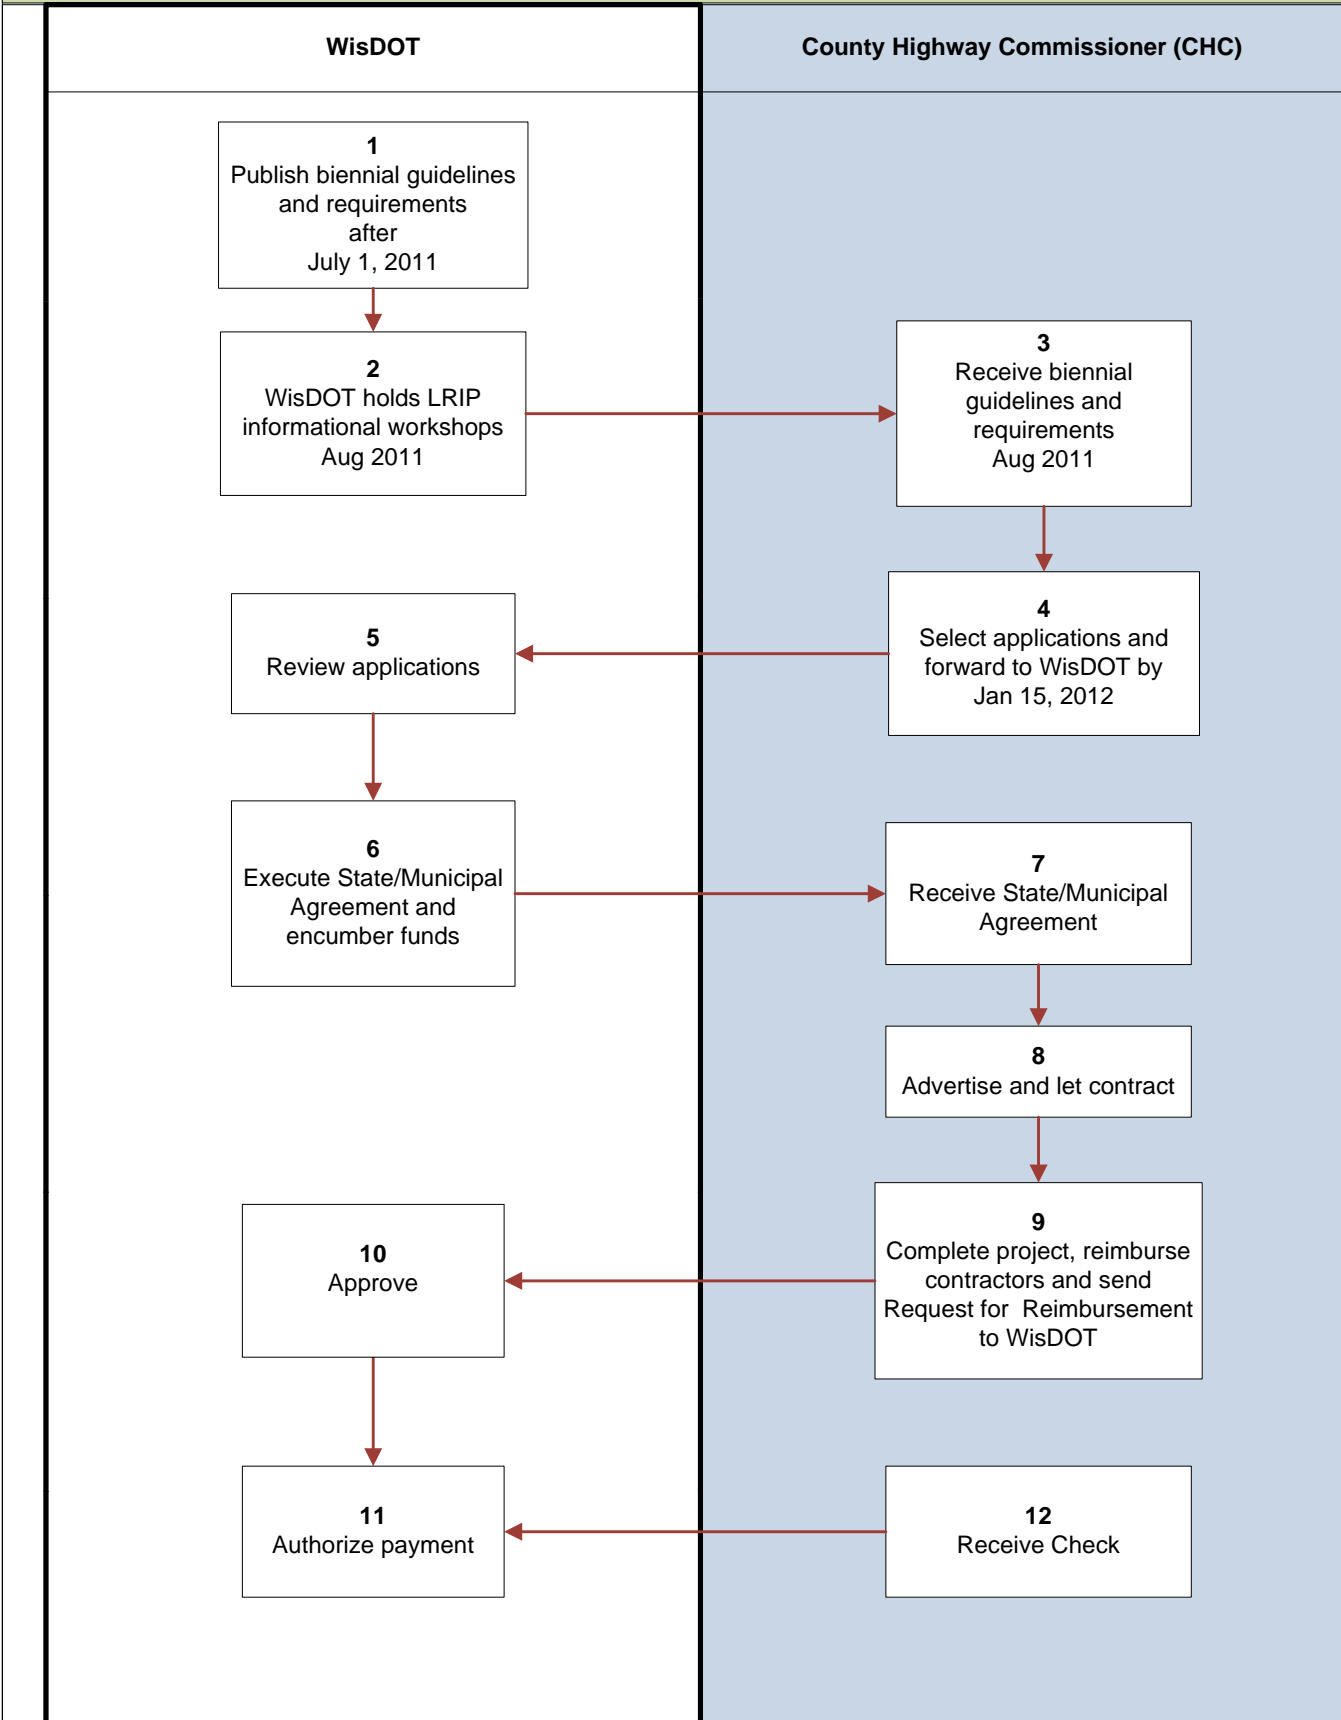 WisDOT
County Highway Commissioner (CHC)
1
Publish biennial guidelines
and requirements
after
July 1, 2011
2
WisDOT holds LRIP
informational workshops
Aug 2011
3
Receive biennial
guidelines and
requirements
Aug 2011
4
Select applications and
forward to WisDOT by
Jan 15, 2012
5
Review applications
6
Execute State/Municipal
Agreement and
encumber funds
7
Receive State/Municipal
Agreement
8
Advertise and let contract
9
Complete project, reimburse
contractors and send
Request for  Reimbursement
to WisDOT
10
Approve
11
Authorize payment
12
Receive Check